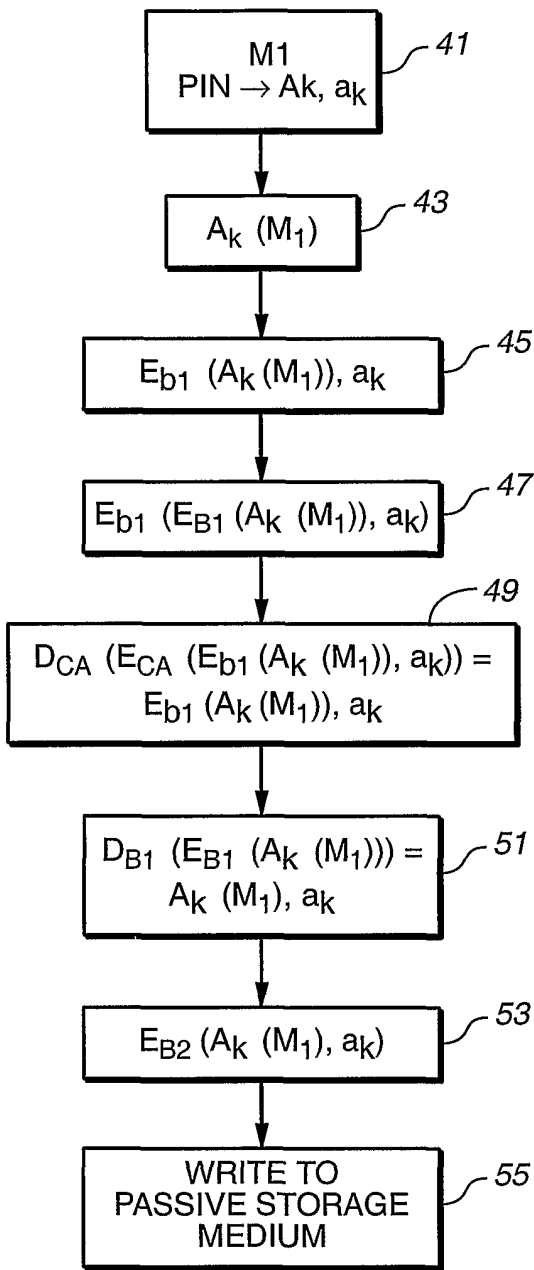 M1
PIN → Ak, ak
41
Ak (M1)
43
Eb1 (Ak (M1)), ak
45
Eb1 (EB1 (Ak (M1)), ak)
47
49
DCA (ECA (Eb1 (Ak (M1)), ak)) =
Eb1 (Ak (M1)), ak
DB1 (EB1 (Ak (M1))) =
Ak (M1), ak
51
EB2 (Ak (M1), ak)
53
WRITE TO
PASSIVE STORAGE
MEDIUM
55